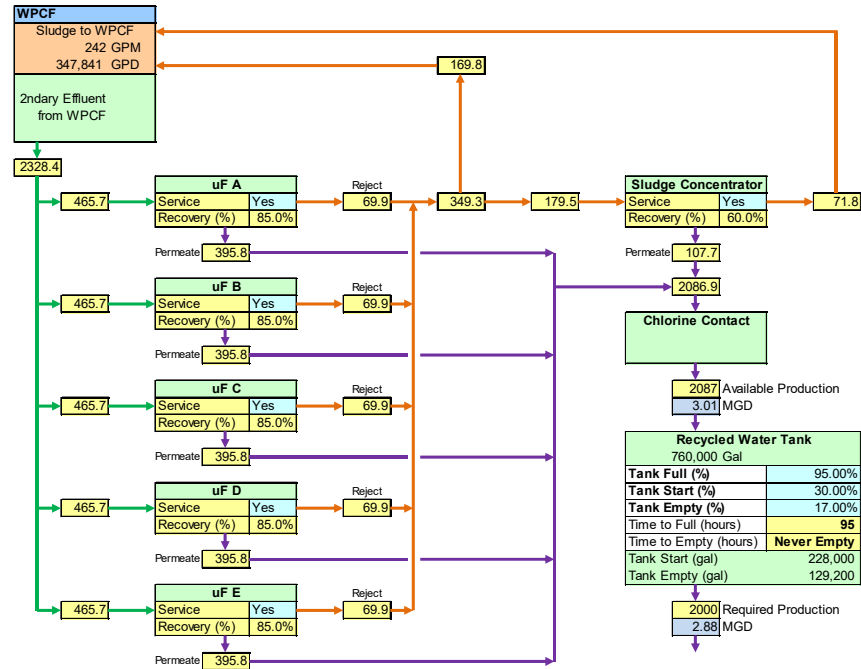 WPCF
Sludge to WPCF
242 GPM
347,841 GPD
169.8
2ndary Effluent
from WPCF
2328.4
uF A
Reject
Sludge Concentrator
465.7
Service Yes
69.9
349.3
179.5
Service Yes
71.8
Recovery (%) 85.0%
Recovery (%) 60.0%
Permeate 395.8
Permeate 107.7
uF B
Reject
2086.9
465.7
Service Yes
69.9
Recovery (%) 85.0%
Chlorine Contact
Permeate 395.8
uF C
Reject
2087 Available Production
465.7
Service Yes
69.9
3.01 MGD
Recovery (%) 85.0%
Recycled Water Tank
Permeate 395.8
760,000 Gal
Tank Full (%) 95.00%
uF D
Reject
Tank Start (%) 30.00%
465.7
Service Yes
69.9
Tank Empty (%) 17.00%
Recovery (%) 85.0%
Time to Full (hours) 95
Time to Empty (hours) Never Empty
Permeate 395.8
Tank Start (gal) 228,000
Tank Empty (gal) 129,200
uF E
Reject
465.7
Service Yes
69.9
2000 Required Production
Recovery (%) 85.0%
2.88 MGD
Permeate 395.8